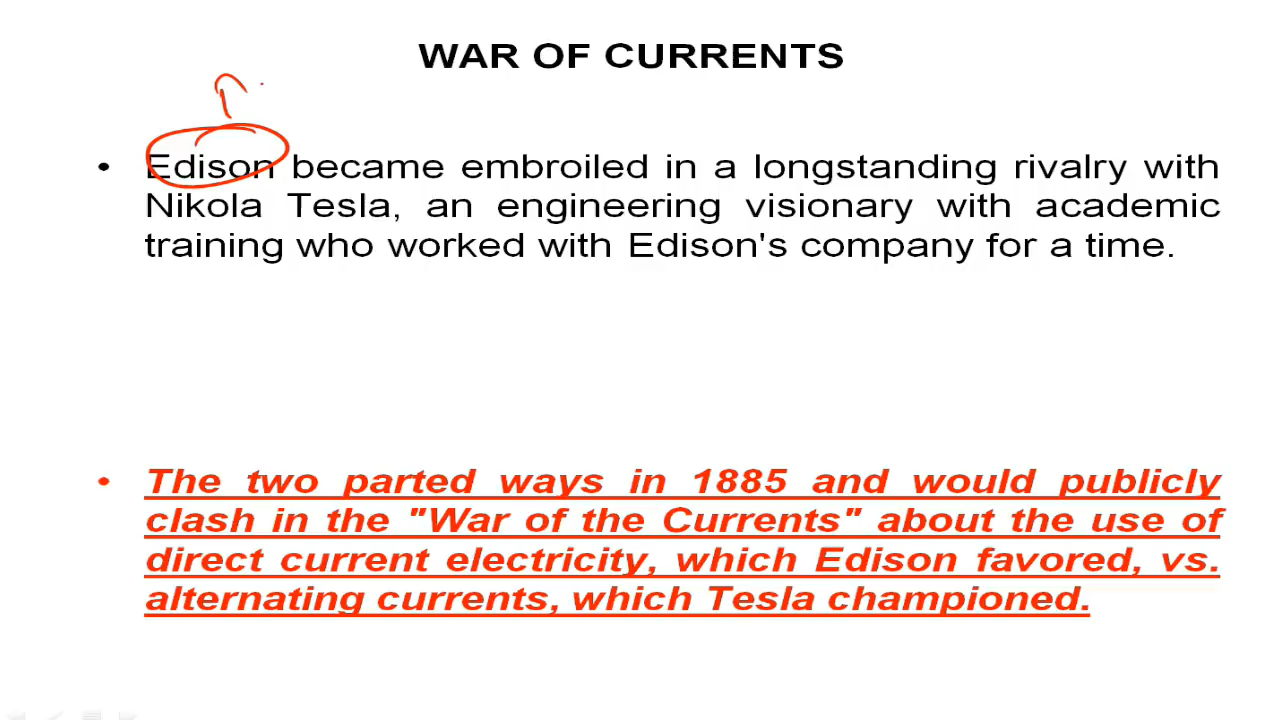 WAR OF CURRENTS
• Edison became embroiled in a longstanding rivalry with
Nikola Tesla, an engineering visionary with academic
training who worked with Edison's company for a time.
• The two parted ways in 1885 and would publicly
clash in the "War of the Currents" about the use of
direct current electricity, which Edison favored, vs.
alternating currents, which Tesla championed.